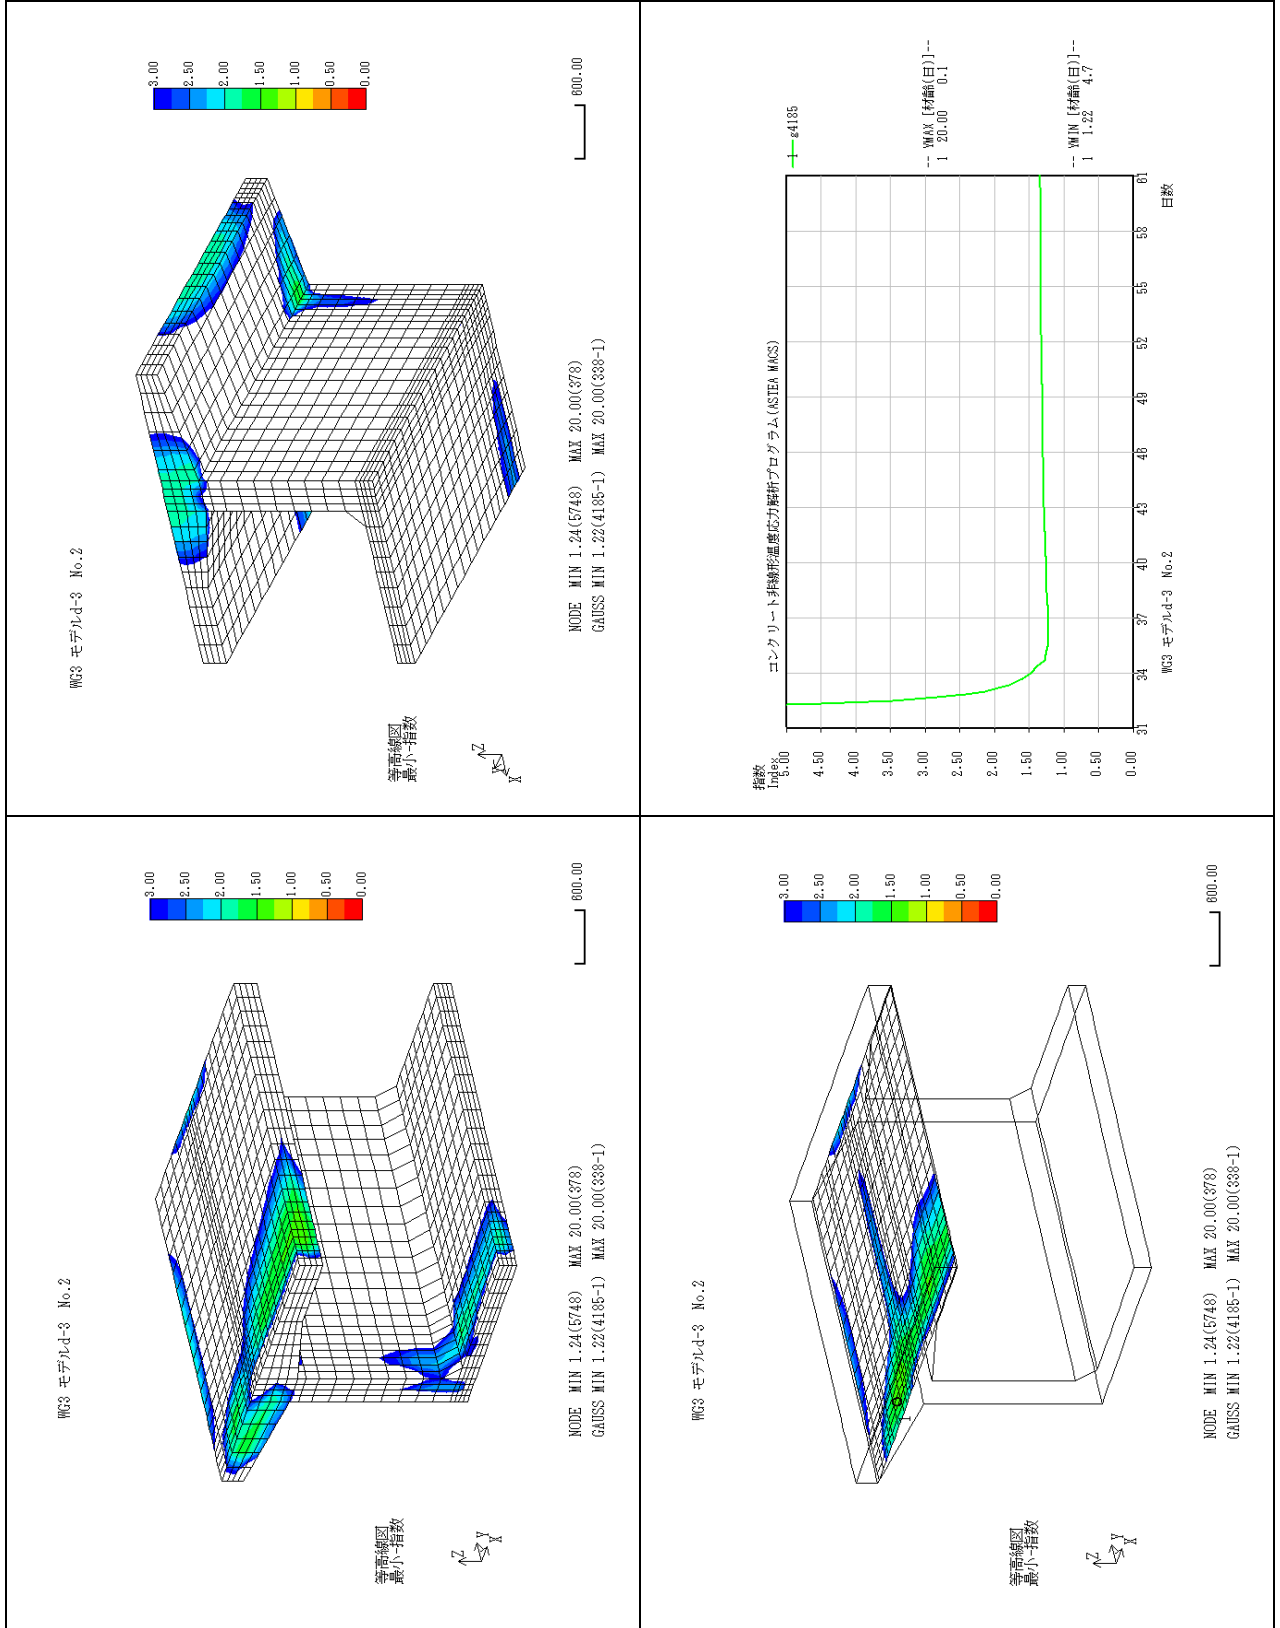 WG3 モデルd-3 No.2
3.00
2.50
2.00
1.50
1.00
0.50
0.00
等高線図
最小-指数
Z
Y
X
600.00
NODE MIN 1.24(5748) MAX 20.00(378)
GAUSS MIN 1.22(4185-1) MAX 20.00(338-1)
WG3 モデルd-3 No.2
3.00
2.50
2.00
1.50
1.00
0.50
0.00
等高線図
最小-指数
Z
Y
X
600.00
NODE MIN 1.24(5748) MAX 20.00(378)
GAUSS MIN 1.22(4185-1) MAX 20.00(338-1)
WG3 モデルd-3 No.2
3.00
2.50
2.00
1.50
1.00
0.50
0.00
1
等高線図
最小-指数
Z
Y
X
600.00
NODE MIN 1.24(5748) MAX 20.00(378)
GAUSS MIN 1.22(4185-1) MAX 20.00(338-1)
コンクリート非線形温度応力解析プログラム(ASTEA MACS)
指数
Index
5.00
4.50
4.00
3.50
3.00
2.50
2.00
1.50
1.00
0.50
0.00
31 34 37 40 43 46 49 52 55 58 61
日数
WG3 モデルd-3 No.2
1 g4185
-- YMAX [材齢(日)]--
1 20.00 0.1
-- YMIN [材齢(日)]--
1 1.22 4.7